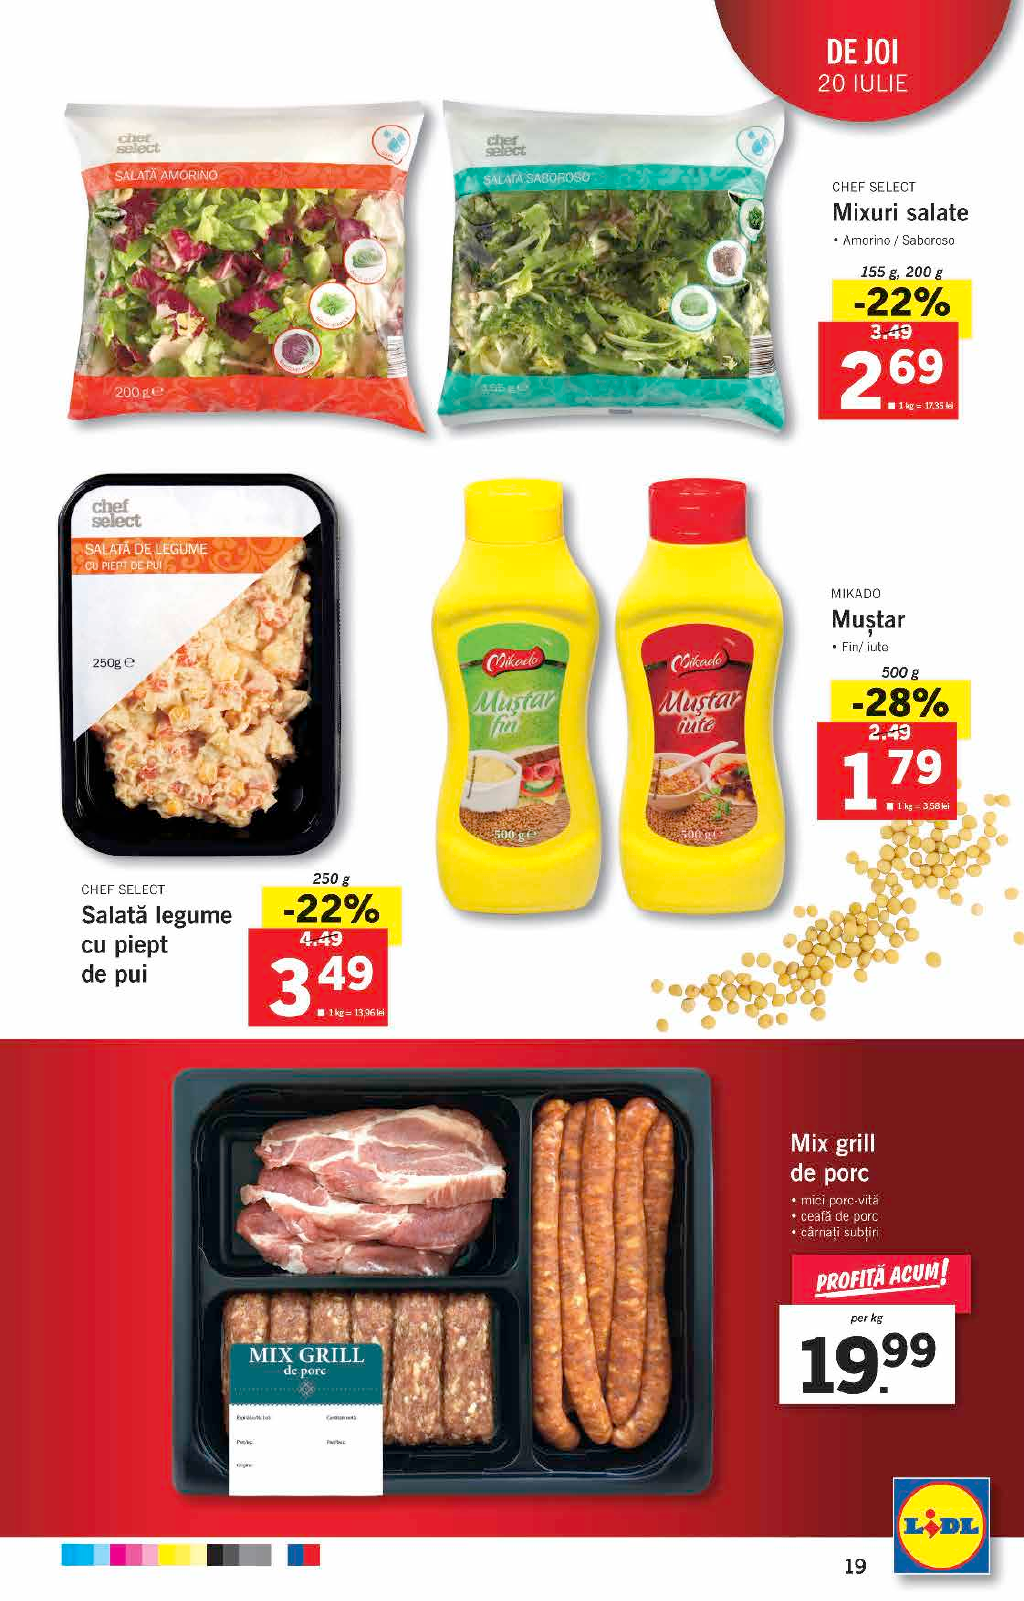 DE JOI
20 IULIE
chef
select
SALATĂ AMORINO
200 g e
chef
select
SALATĂ SABOROSO
155 g e
CHEF SELECT
Mixuri salate
• Amorino / Saboroso
155 g, 200 g
-22%
3.49
2 69
1 kg = 17,35 lei
chef
select
SALATĂ DE LEGUME
CU PIEPT DE PUI
250g e
CHEF SELECT
Salată legume
cu piept
de pui
250 g
-22%
4.49
3 49
1 kg = 13,96 lei
Mikado
Muștar
fin
500 g e
Mikado
Muștar
iute
500 g e
MIKADO
Muștar
• Fin/ iute
500 g
-28%
2.49
1 79
1 kg = 3,58 lei
MIX GRILL
de porc
Mix grill
de porc
• mici porc-vită
• ceafă de porc
• cârnați subțiri
PROFITĂ ACUM!
per kg
19.99
LIDL
19